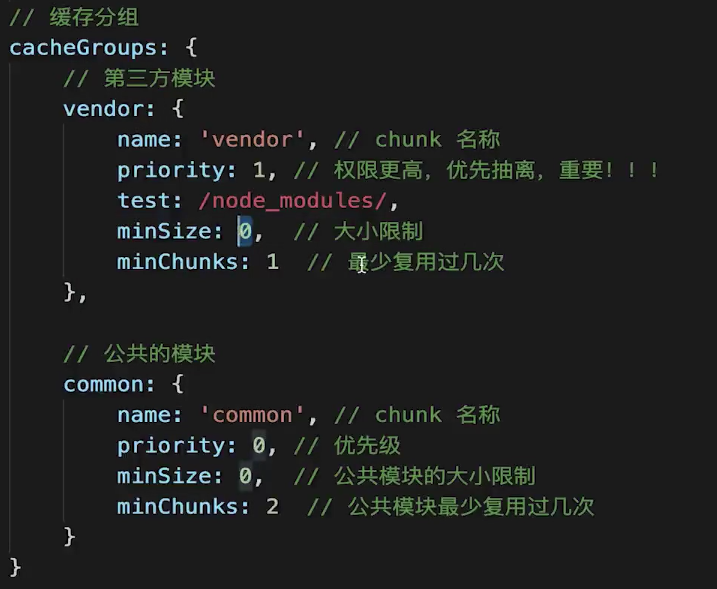 // 缓存分组
cacheGroups: {
// 第三方模块
vendor: {
name: 'vendor', // chunk 名称
priority: 1, // 权限更高，优先抽离，重要！！！
test: /node_modules/,
minSize: 0,  // 大小限制
minChunks: 1  // 最少复用过几次
},
// 公共的模块
common: {
name: 'common', // chunk 名称
priority: 0, // 优先级
minSize: 0,  // 公共模块的大小限制
minChunks: 2  // 公共模块最少复用过几次
}
}